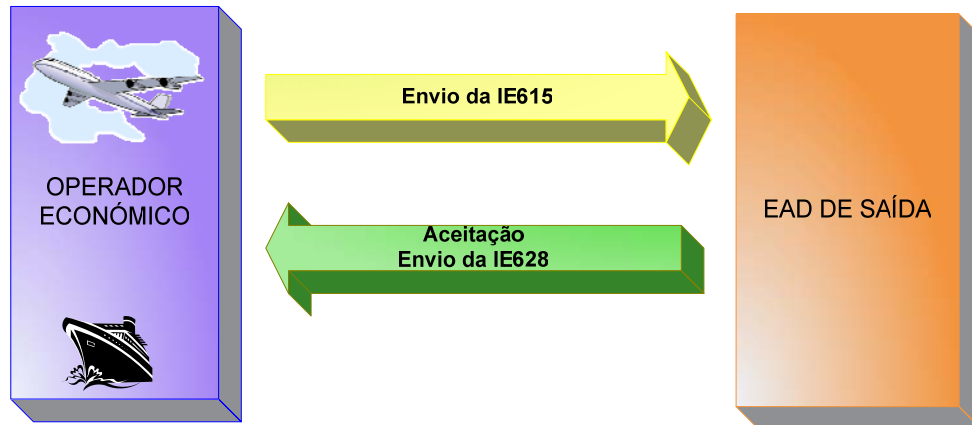 OPERADOR
ECONÓMICO
Envio da IE615
Aceitação
Envio da IE628
EAD DE SAÍDA